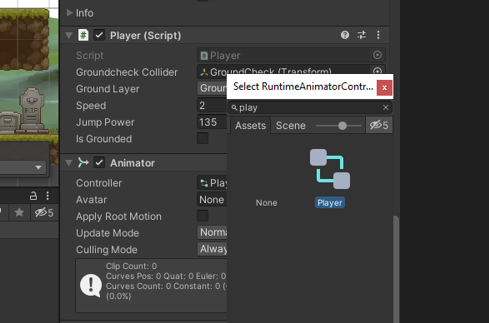 Info
Player (Script)
Script
Player
Groundcheck Collider
GroundCheck (Transform)
Ground Layer
Groun
Speed
2
Jump Power
135
Is Grounded
Animator
Controller
Play
Avatar
None
Apply Root Motion
Update Mode
Norma
Culling Mode
Alway
Clip Count: 0
Curves Pos: 0 Quat: 0 Euler: 0
Curves Count: 0 Constant: 0 (
(0.0%)
Select RuntimeAnimatorContr...
x
play
Assets
Scene
5
None
Player
5
RIP